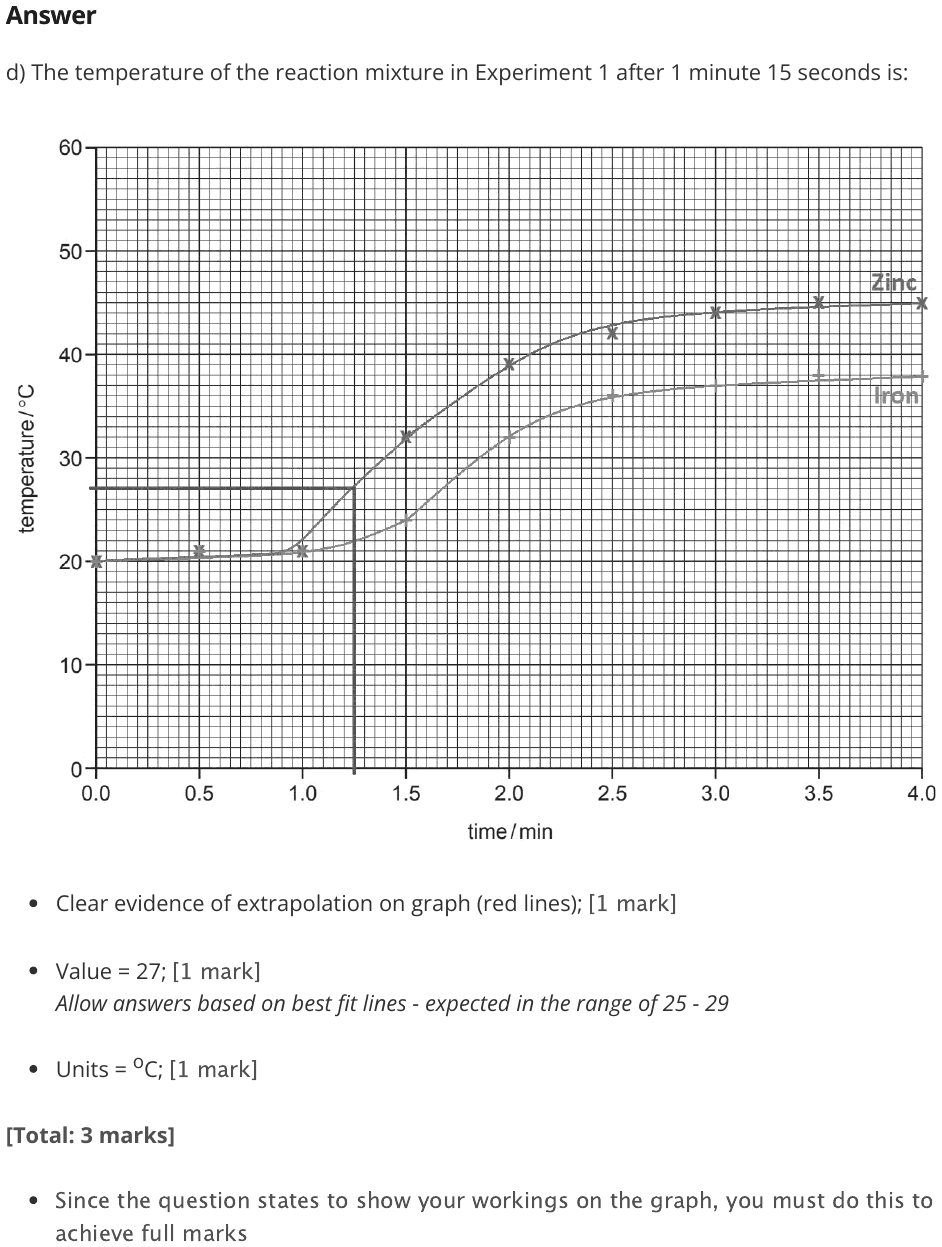 Answer
d) The temperature of the reaction mixture in Experiment 1 after 1 minute 15 seconds is:
60
50
Zinc
40
Iron
temperature / °C
30
20
10
0
0.0 0.5 1.0 1.5 2.0 2.5 3.0 3.5 4.0
time / min
• Clear evidence of extrapolation on graph (red lines); [1 mark]
• Value = 27; [1 mark]
Allow answers based on best fit lines - expected in the range of 25 - 29
• Units = ºC; [1 mark]
[Total: 3 marks]
• Since the question states to show your workings on the graph, you must do this to
achieve full marks